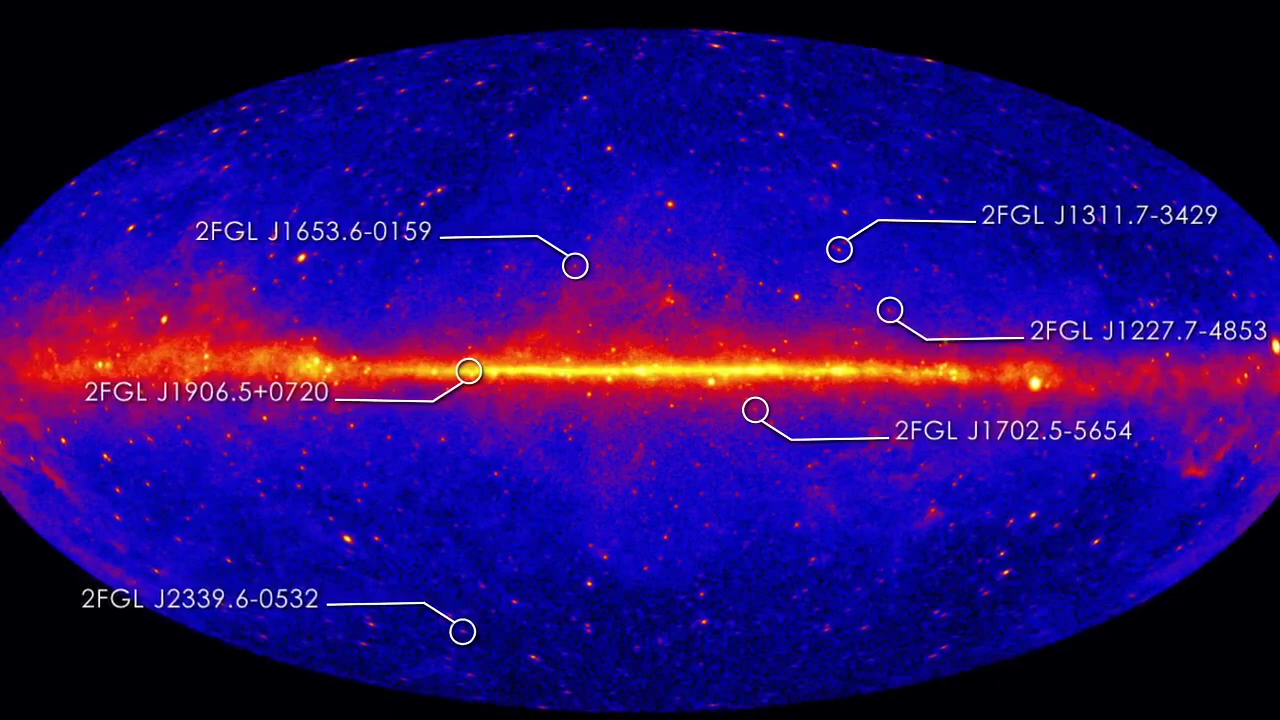 2FGL J1311.7-3429
2FGL J1653.6-0159
2FGL J1227.7-4853
2FGL J1906.5+0720
2FGL J1702.5-5654
2FGL J2339.6-0532